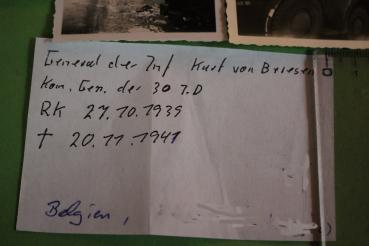 General der Inf Kurt von Briesen
Kom. Gen. der 30 I.D
RK 27.10.1939
† 20.11.1941
Belgien,